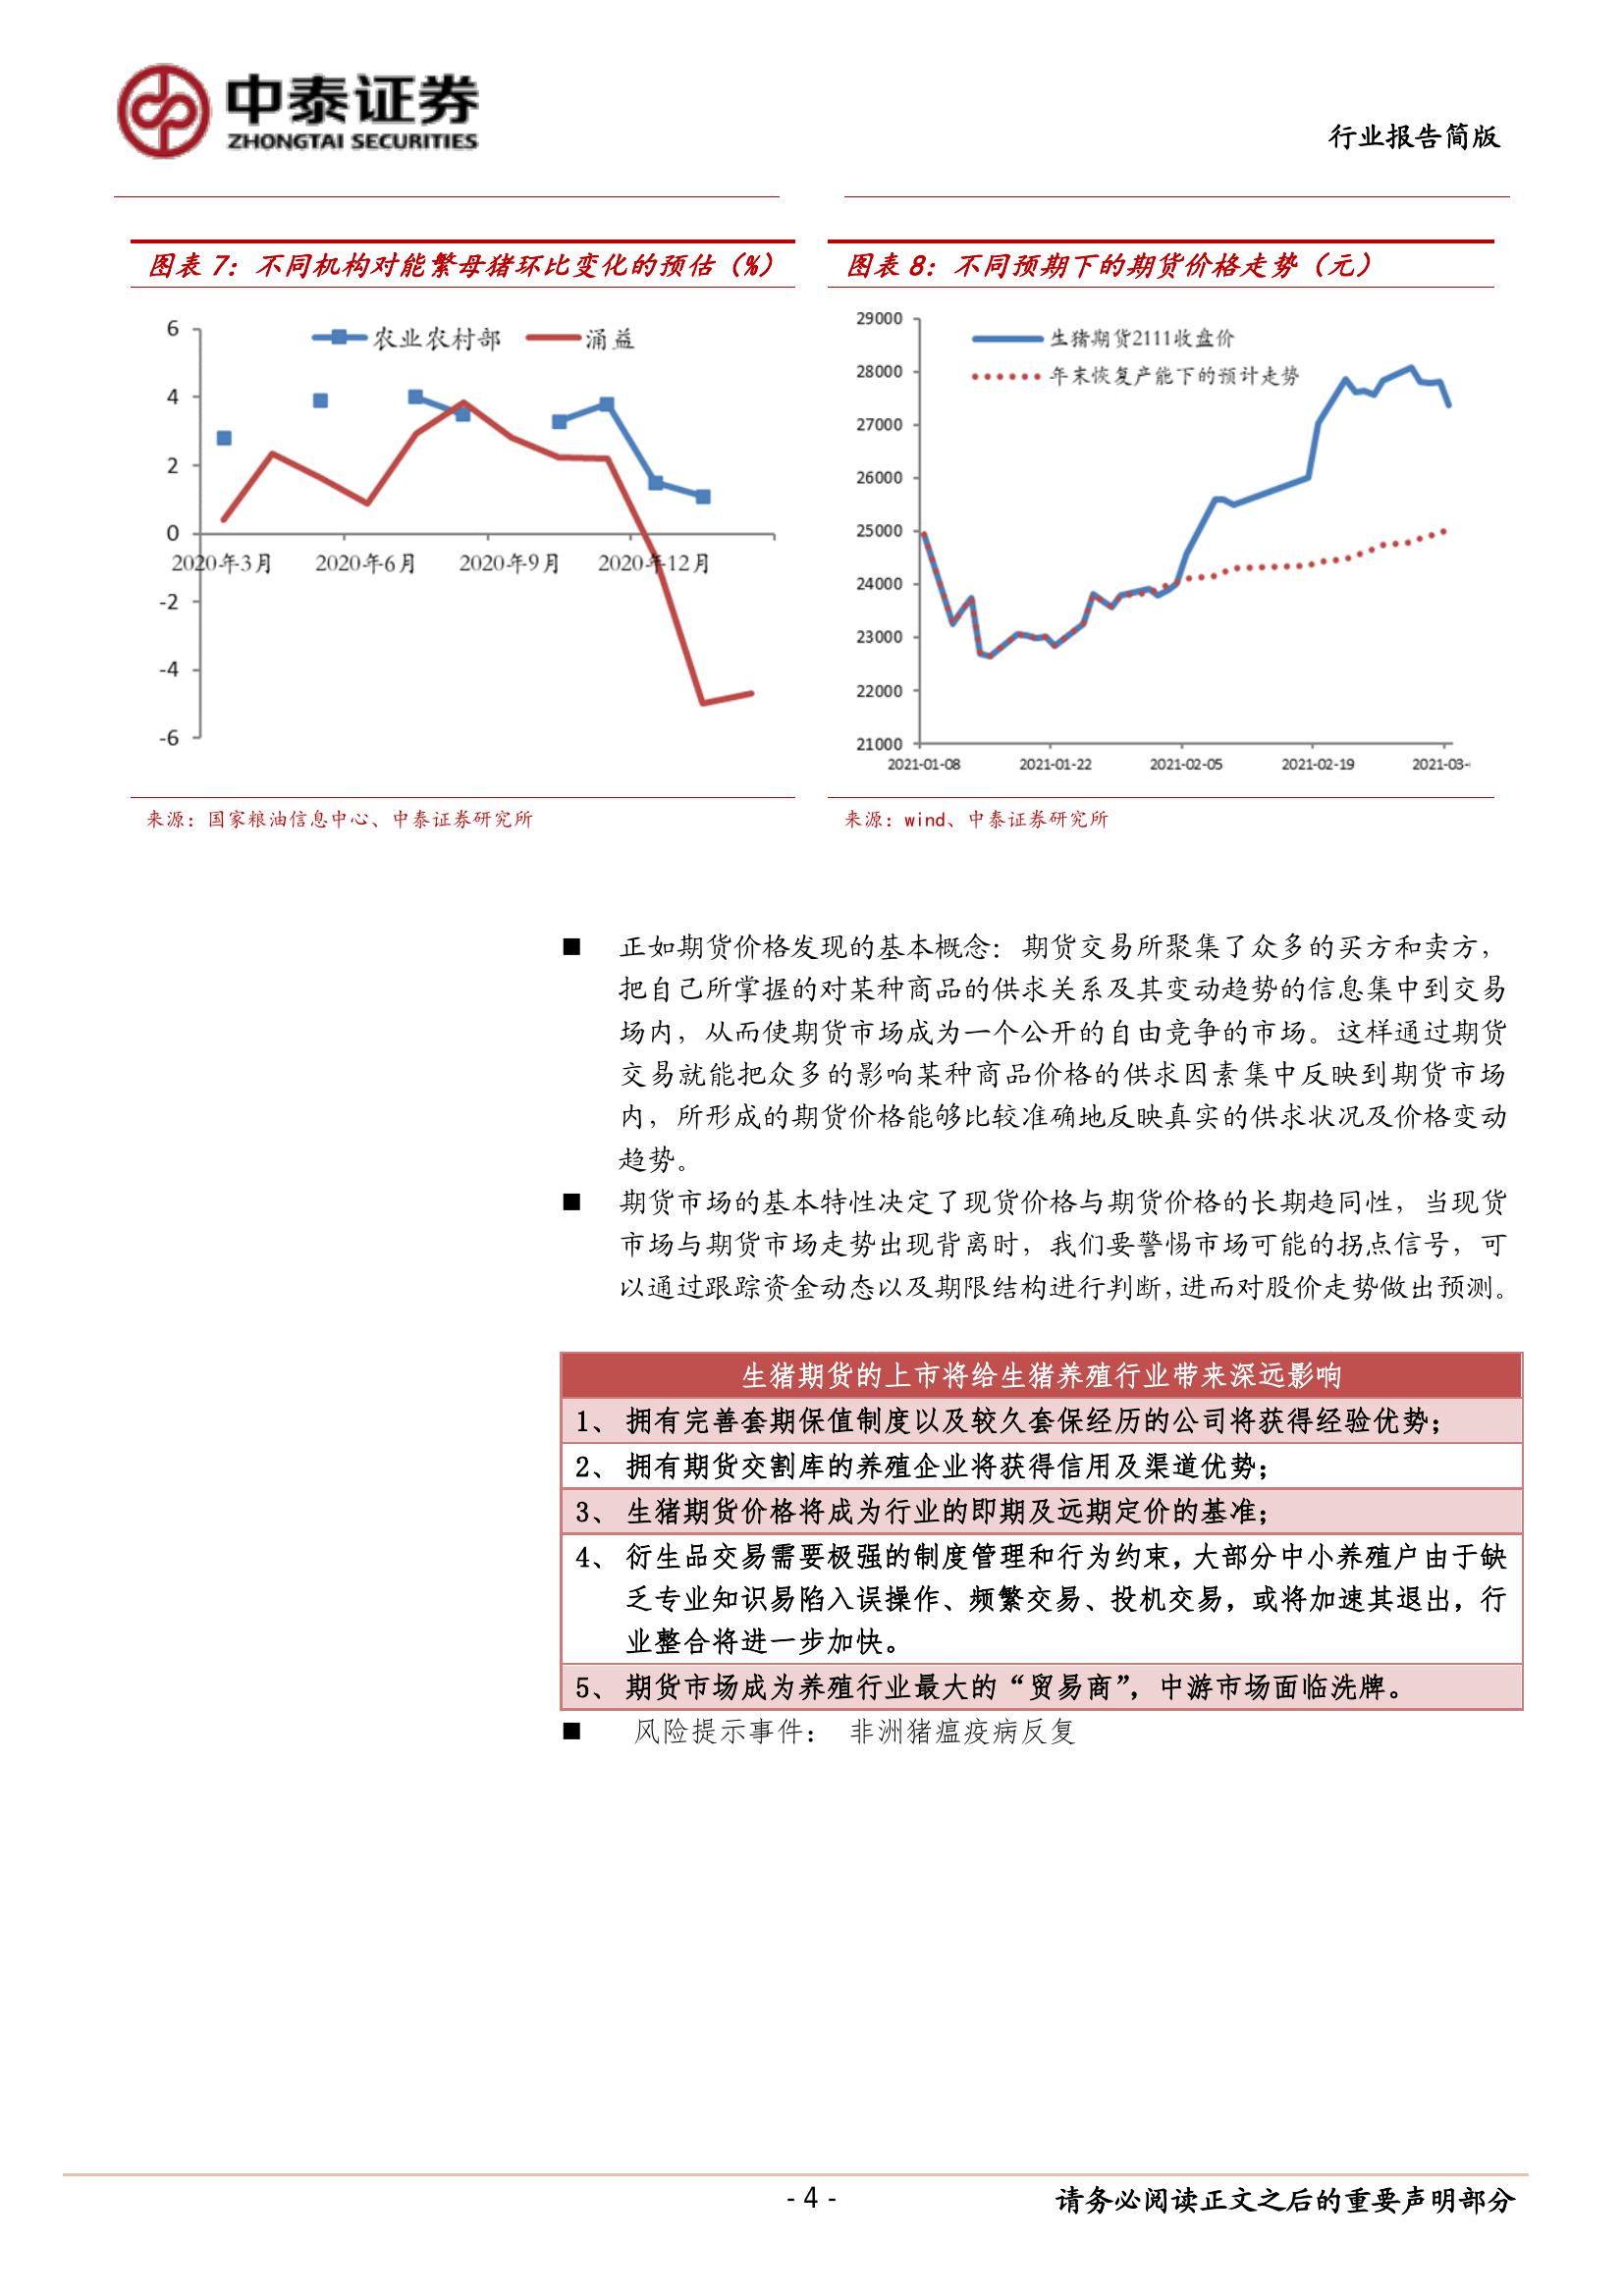 中泰证券
ZHONGTAI SECURITIES
行业报告简版
图表 7：不同机构对能繁母猪环比变化的预估（%）
6
4
2
0
-2
-4
-6
农业农村部
涌益
2020年3月
2020年6月
2020年9月
2020年12月
来源：国家粮油信息中心、中泰证券研究所
图表 8：不同预期下的期货价格走势（元）
29000
28000
27000
26000
25000
24000
23000
22000
21000
生猪期货2111收盘价
年末恢复产能下的预计走势
2021-01-08
2021-01-22
2021-02-05
2021-02-19
2021-03-
来源：wind、中泰证券研究所
■ 正如期货价格发现的基本概念：期货交易所聚集了众多的买方和卖方，
把自己所掌握的对某种商品的供求关系及其变动趋势的信息集中到交易
场内，从而使期货市场成为一个公开的自由竞争的市场。这样通过期货
交易就能把众多的影响某种商品价格的供求因素集中反映到期货市场
内，所形成的期货价格能够比较准确地反映真实的供求状况及价格变动
趋势。
■ 期货市场的基本特性决定了现货价格与期货价格的长期趋同性，当现货
市场与期货市场走势出现背离时，我们要警惕市场可能的拐点信号，可
以通过跟踪资金动态以及期限结构进行判断，进而对股价走势做出预测。
生猪期货的上市将给生猪养殖行业带来深远影响
1、 拥有完善套期保值制度以及较久套保经历的公司将获得经验优势；
2、 拥有期货交割库的养殖企业将获得信用及渠道优势；
3、 生猪期货价格将成为行业的即期及远期定价的基准；
4、 衍生品交易需要极强的制度管理和行为约束，大部分中小养殖户由于缺
乏专业知识易陷入误操作、频繁交易、投机交易，或将加速其退出，行
业整合将进一步加快。
5、 期货市场成为养殖行业最大的“贸易商”，中游市场面临洗牌。
■ 风险提示事件： 非洲猪瘟疫病反复
- 4 -
请务必阅读正文之后的重要声明部分